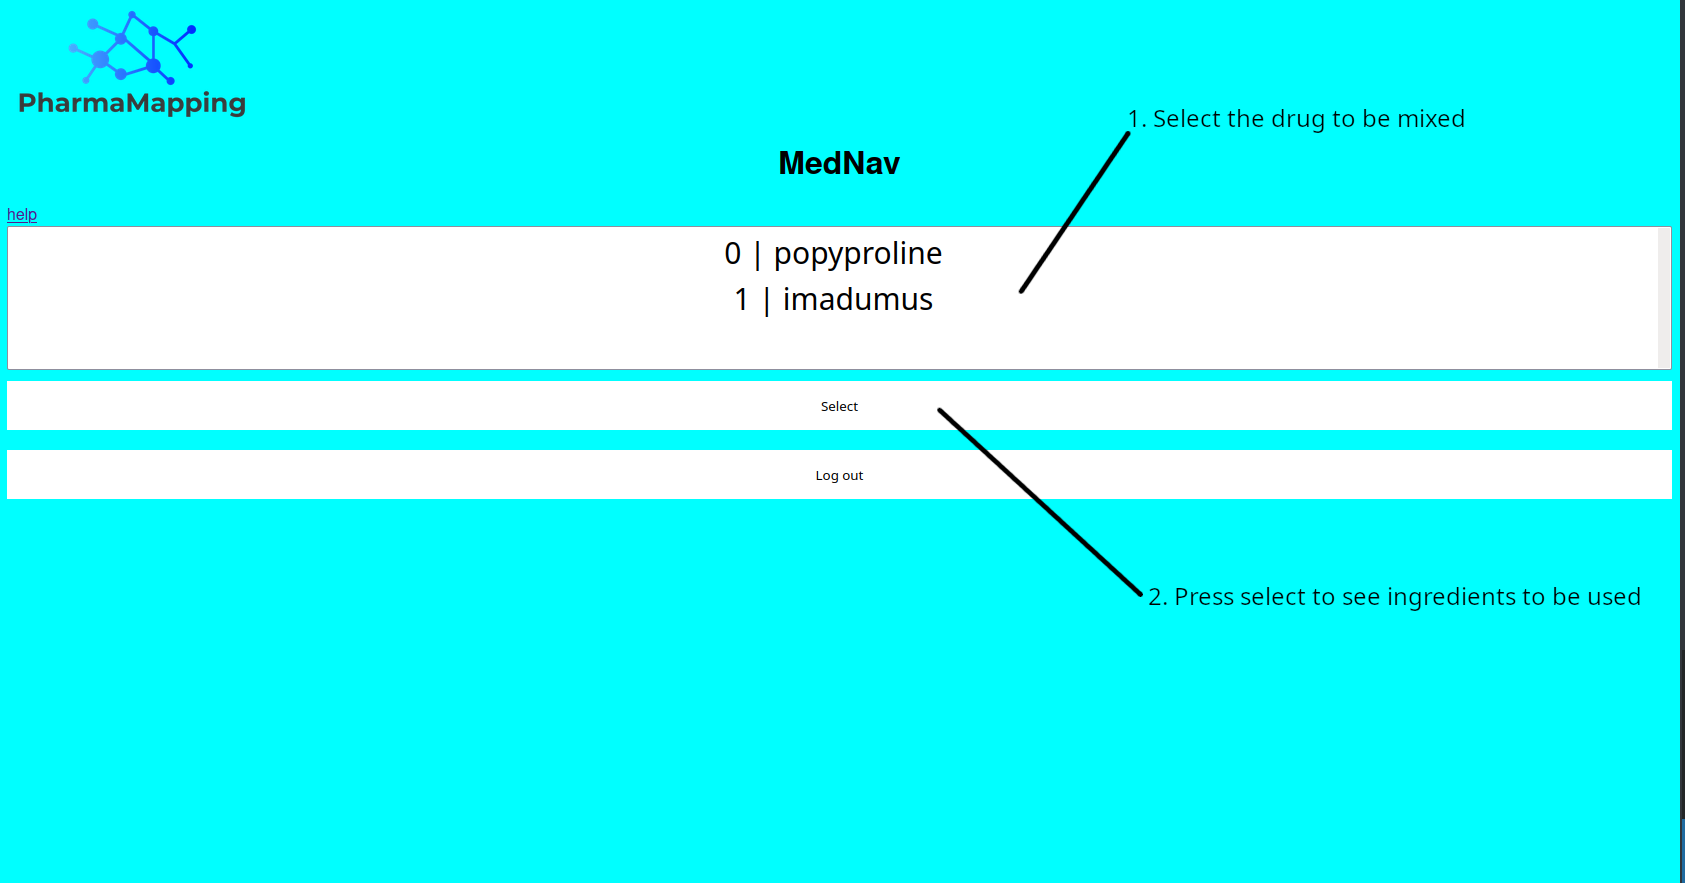 PharmaMapping
1. Select the drug to be mixed
MedNav
help
0 | popyproline
1 | imadumus
Select
Log out
2. Press select to see ingredients to be used